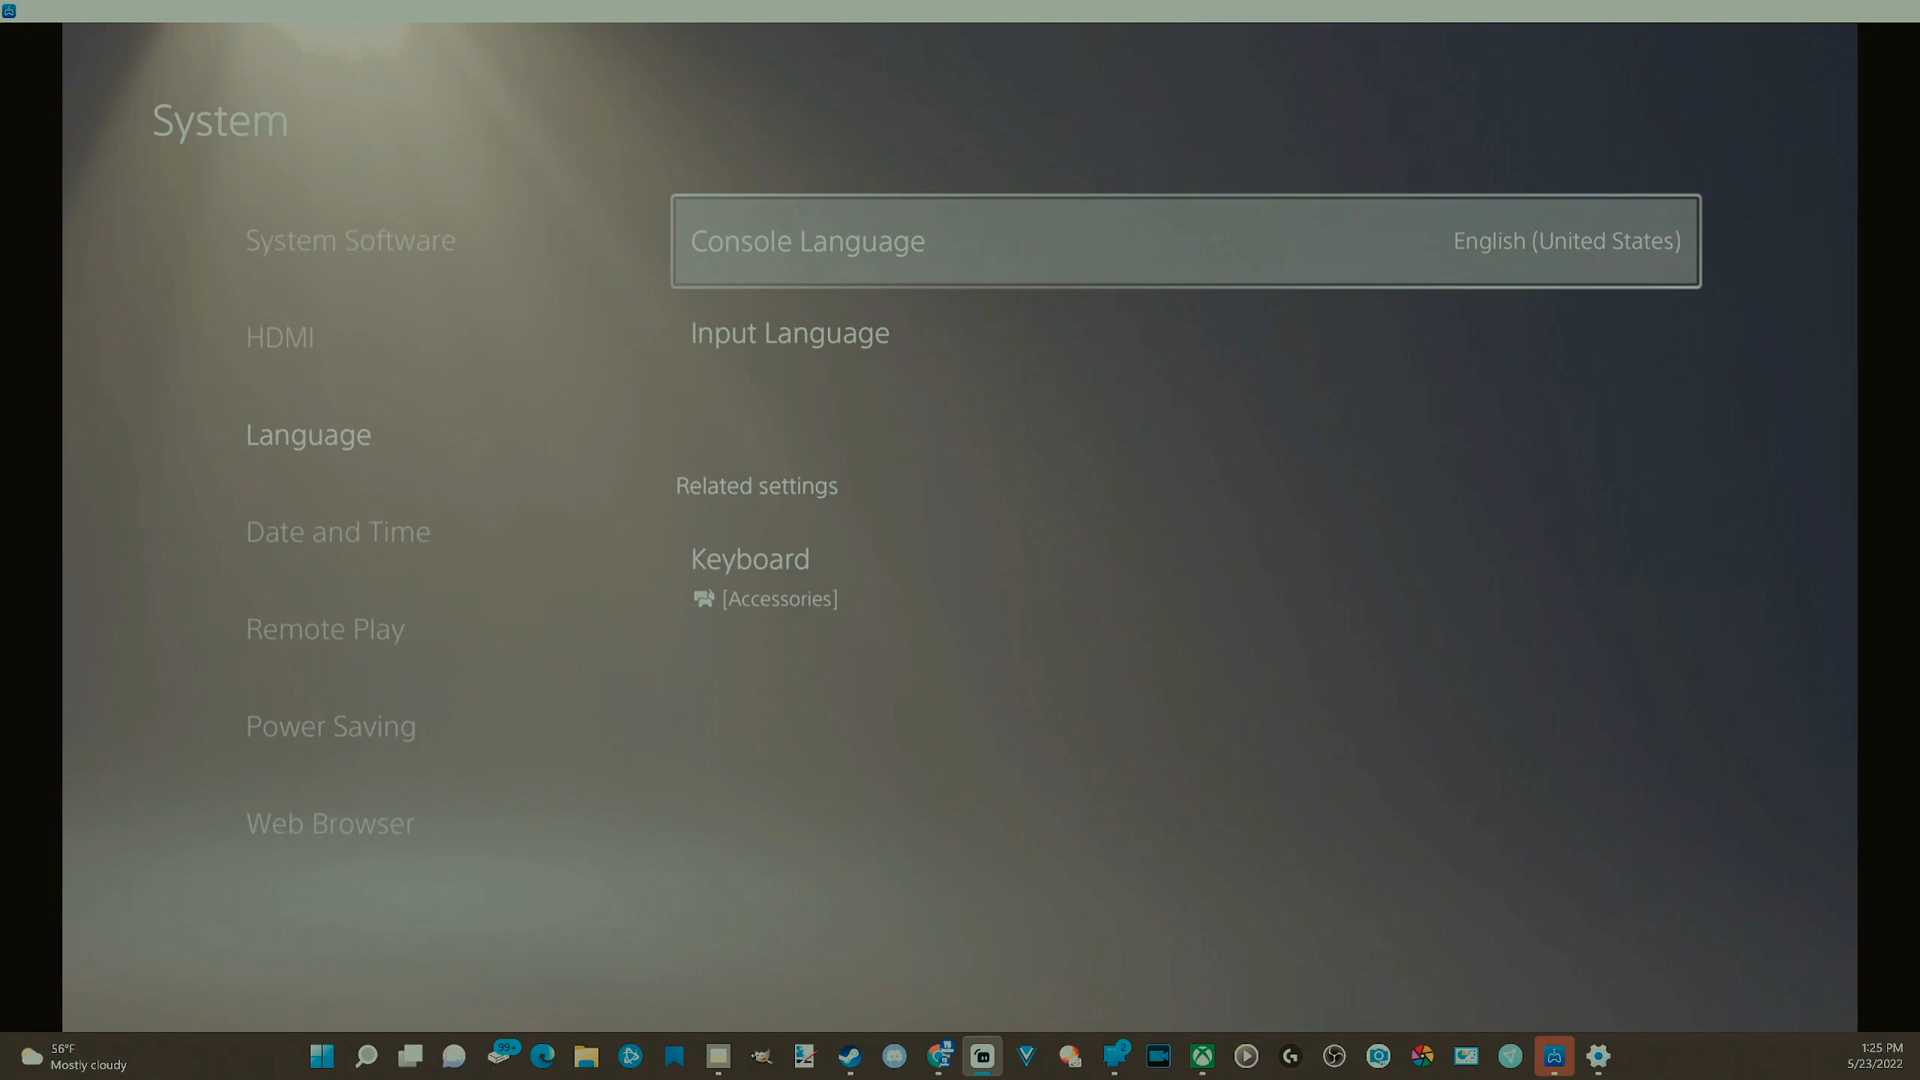 System
System Software
HDMI
Language
Date and Time
Remote Play
Power Saving
Web Browser
Console Language
English (United States)
Input Language
Related settings
Keyboard
[Accessories]
56°F
Mostly cloudy
99+
2
1:25 PM
5/23/2022